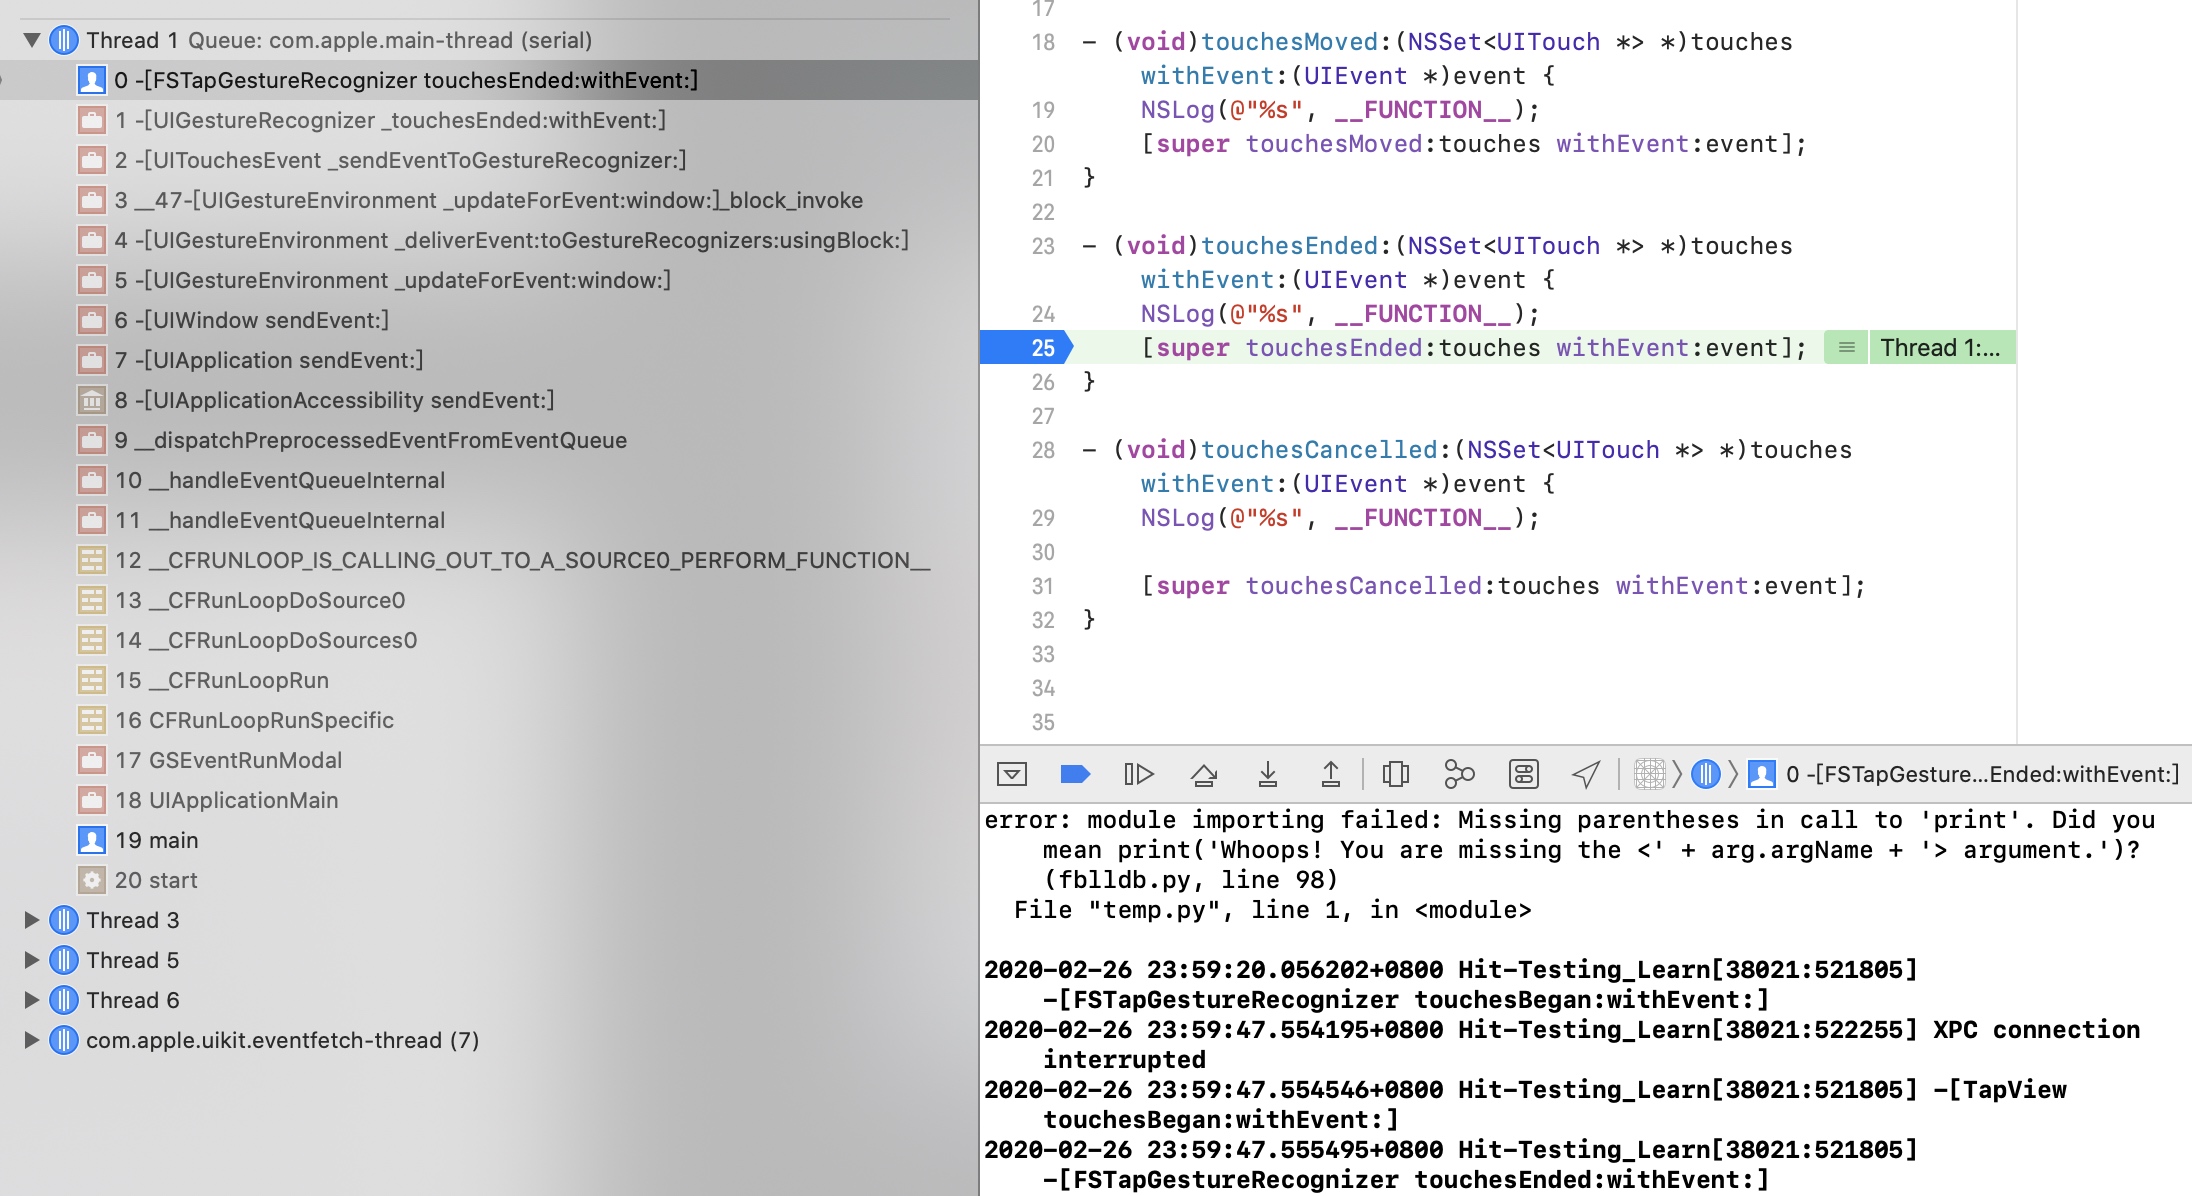 Thread 1 Queue: com.apple.main-thread (serial)
0 -[FSTapGestureRecognizer touchesEnded:withEvent:]
1 -[UIGestureRecognizer _touchesEnded:withEvent:]
2 -[UITouchesEvent _sendEventToGestureRecognizer:]
3 __47-[UIGestureEnvironment _updateForEvent:window:]_block_invoke
4 -[UIGestureEnvironment _deliverEvent:toGestureRecognizers:usingBlock:]
5 -[UIGestureEnvironment _updateForEvent:window:]
6 -[UIWindow sendEvent:]
7 -[UIApplication sendEvent:]
8 -[UIApplicationAccessibility sendEvent:]
9 __dispatchPreprocessedEventFromEventQueue
10 __handleEventQueueInternal
11 __handleEventQueueInternal
12 __CFRUNLOOP_IS_CALLING_OUT_TO_A_SOURCE0_PERFORM_FUNCTION__
13 __CFRunLoopDoSource0
14 __CFRunLoopDoSources0
15 __CFRunLoopRun
16 CFRunLoopRunSpecific
17 GSEventRunModal
18 UIApplicationMain
19 main
20 start
Thread 3
Thread 5
Thread 6
com.apple.uikit.eventfetch-thread (7)
17
18 - (void)touchesMoved:(NSSet<UITouch *> *)touches
withEvent:(UIEvent *)event {
19 NSLog(@"%s", __FUNCTION__);
20 [super touchesMoved:touches withEvent:event];
21 }
22
23 - (void)touchesEnded:(NSSet<UITouch *> *)touches
withEvent:(UIEvent *)event {
24 NSLog(@"%s", __FUNCTION__);
25 [super touchesEnded:touches withEvent:event]; Thread 1:...
26 }
27
28 - (void)touchesCancelled:(NSSet<UITouch *> *)touches
withEvent:(UIEvent *)event {
29 NSLog(@"%s", __FUNCTION__);
30
31 [super touchesCancelled:touches withEvent:event];
32 }
33
34
35
0 -[FSTapGesture...Ended:withEvent:]
error: module importing failed: Missing parentheses in call to 'print'. Did you
mean print('Whoops! You are missing the <' + arg.argName + '> argument.')?
(fblldb.py, line 98)
File "temp.py", line 1, in <module>
2020-02-26 23:59:20.056202+0800 Hit-Testing_Learn[38021:521805]
-[FSTapGestureRecognizer touchesBegan:withEvent:]
2020-02-26 23:59:47.554195+0800 Hit-Testing_Learn[38021:522255] XPC connection
interrupted
2020-02-26 23:59:47.554546+0800 Hit-Testing_Learn[38021:521805] -[TapView
touchesBegan:withEvent:]
2020-02-26 23:59:47.555495+0800 Hit-Testing_Learn[38021:521805]
-[FSTapGestureRecognizer touchesEnded:withEvent:]